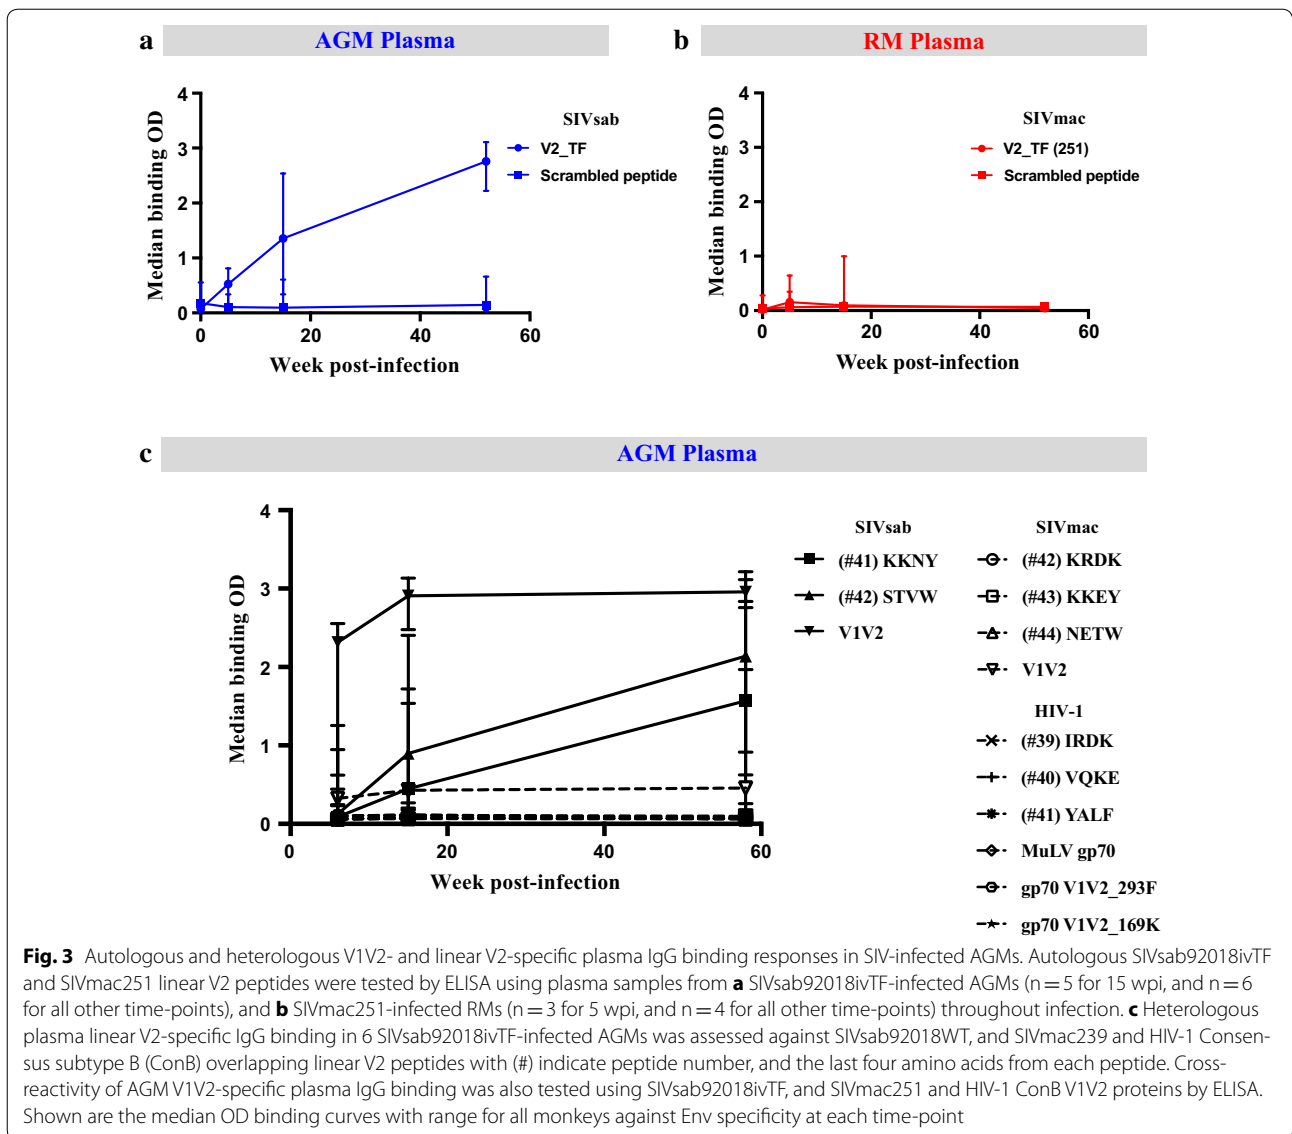 a AGM Plasma
b RM Plasma
4
3
2
1
0
Median binding OD
0 20 40 60
Week post-infection
SIVsab
V2_TF
Scrambled peptide
4
3
2
1
0
Median binding OD
0 20 40 60
Week post-infection
SIVmac
V2_TF (251)
Scrambled peptide
c AGM Plasma
4
3
2
1
0
Median binding OD
0 20 40 60
Week post-infection
SIVsab
(#41) KKNY
(#42) STVW
V1V2
SIVmac
(#42) KRDK
(#43) KKEY
(#44) NETW
V1V2
HIV-1
(#39) IRDK
(#40) VQKE
(#41) YALF
MuLV gp70
gp70 V1V2_293F
gp70 V1V2_169K
Fig. 3 Autologous and heterologous V1V2- and linear V2-specific plasma IgG binding responses in SIV-infected AGMs. Autologous SIVsab92018ivTF
and SIVmac251 linear V2 peptides were tested by ELISA using plasma samples from a SIVsab92018ivTF-infected AGMs (n = 5 for 15 wpi, and n = 6
for all other time-points), and b SIVmac251-infected RMs (n = 3 for 5 wpi, and n = 4 for all other time-points) throughout infection. c Heterologous
plasma linear V2-specific IgG binding in 6 SIVsab92018ivTF-infected AGMs was assessed against SIVsab92018WT, and SIVmac239 and HIV-1 Consen-
sus subtype B (ConB) overlapping linear V2 peptides with (#) indicate peptide number, and the last four amino acids from each peptide. Cross-
reactivity of AGM V1V2-specific plasma IgG binding was also tested using SIVsab92018ivTF, and SIVmac251 and HIV-1 ConB V1V2 proteins by ELISA.
Shown are the median OD binding curves with range for all monkeys against Env specificity at each time-point